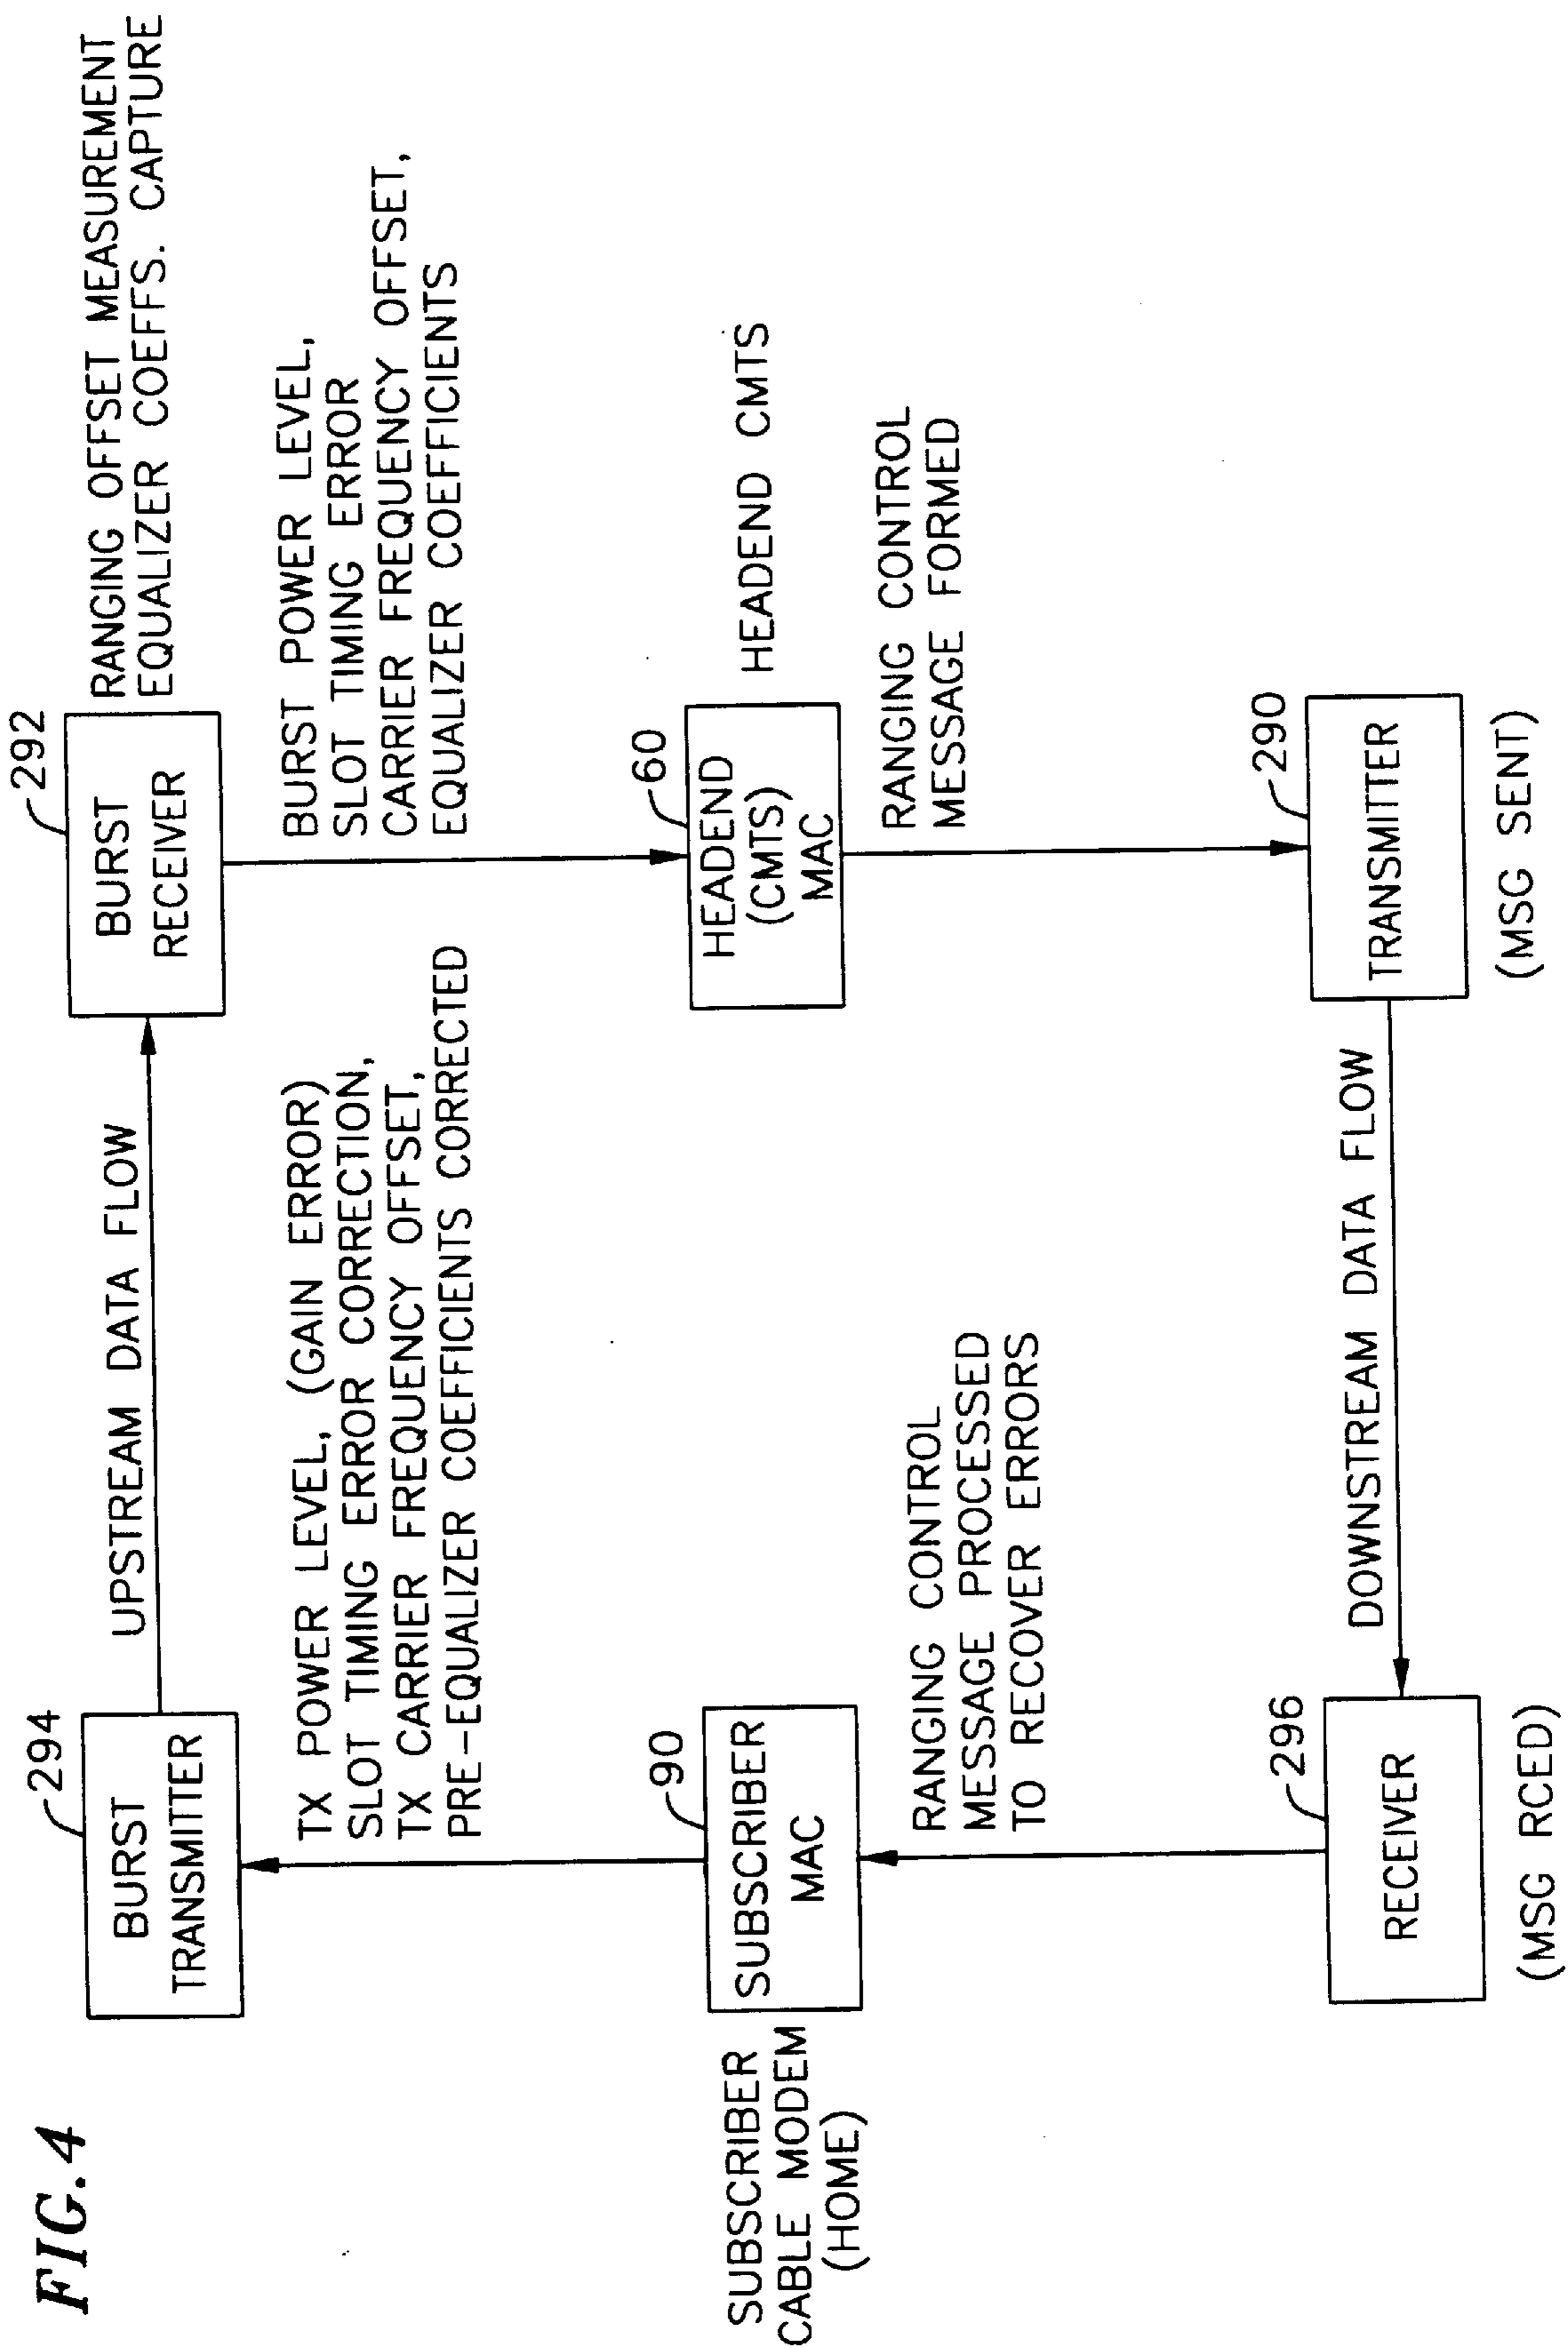 FIG.4
294
BURST
TRANSMITTER
UPSTREAM DATA FLOW
292
BURST
RECEIVER
RANGING OFFSET MEASUREMENT
EQUALIZER COEFFS. CAPTURE
TX POWER LEVEL, (GAIN ERROR)
SLOT TIMING ERROR CORRECTION,
TX CARRIER FREQUENCY OFFSET,
PRE-EQUALIZER COEFFICIENTS CORRECTED
BURST POWER LEVEL,
SLOT TIMING ERROR
CARRIER FREQUENCY OFFSET,
EQUALIZER COEFFICIENTS
SUBSCRIBER
CABLE MODEM
(HOME)
90
SUBSCRIBER
MAC
60
HEADEND
(CMTS)
MAC
HEADEND CMTS
RANGING CONTROL
MESSAGE PROCESSED
TO RECOVER ERRORS
RANGING CONTROL
MESSAGE FORMED
296
RECEIVER
(MSG RCED)
DOWNSTREAM DATA FLOW
290
TRANSMITTER
(MSG SENT)